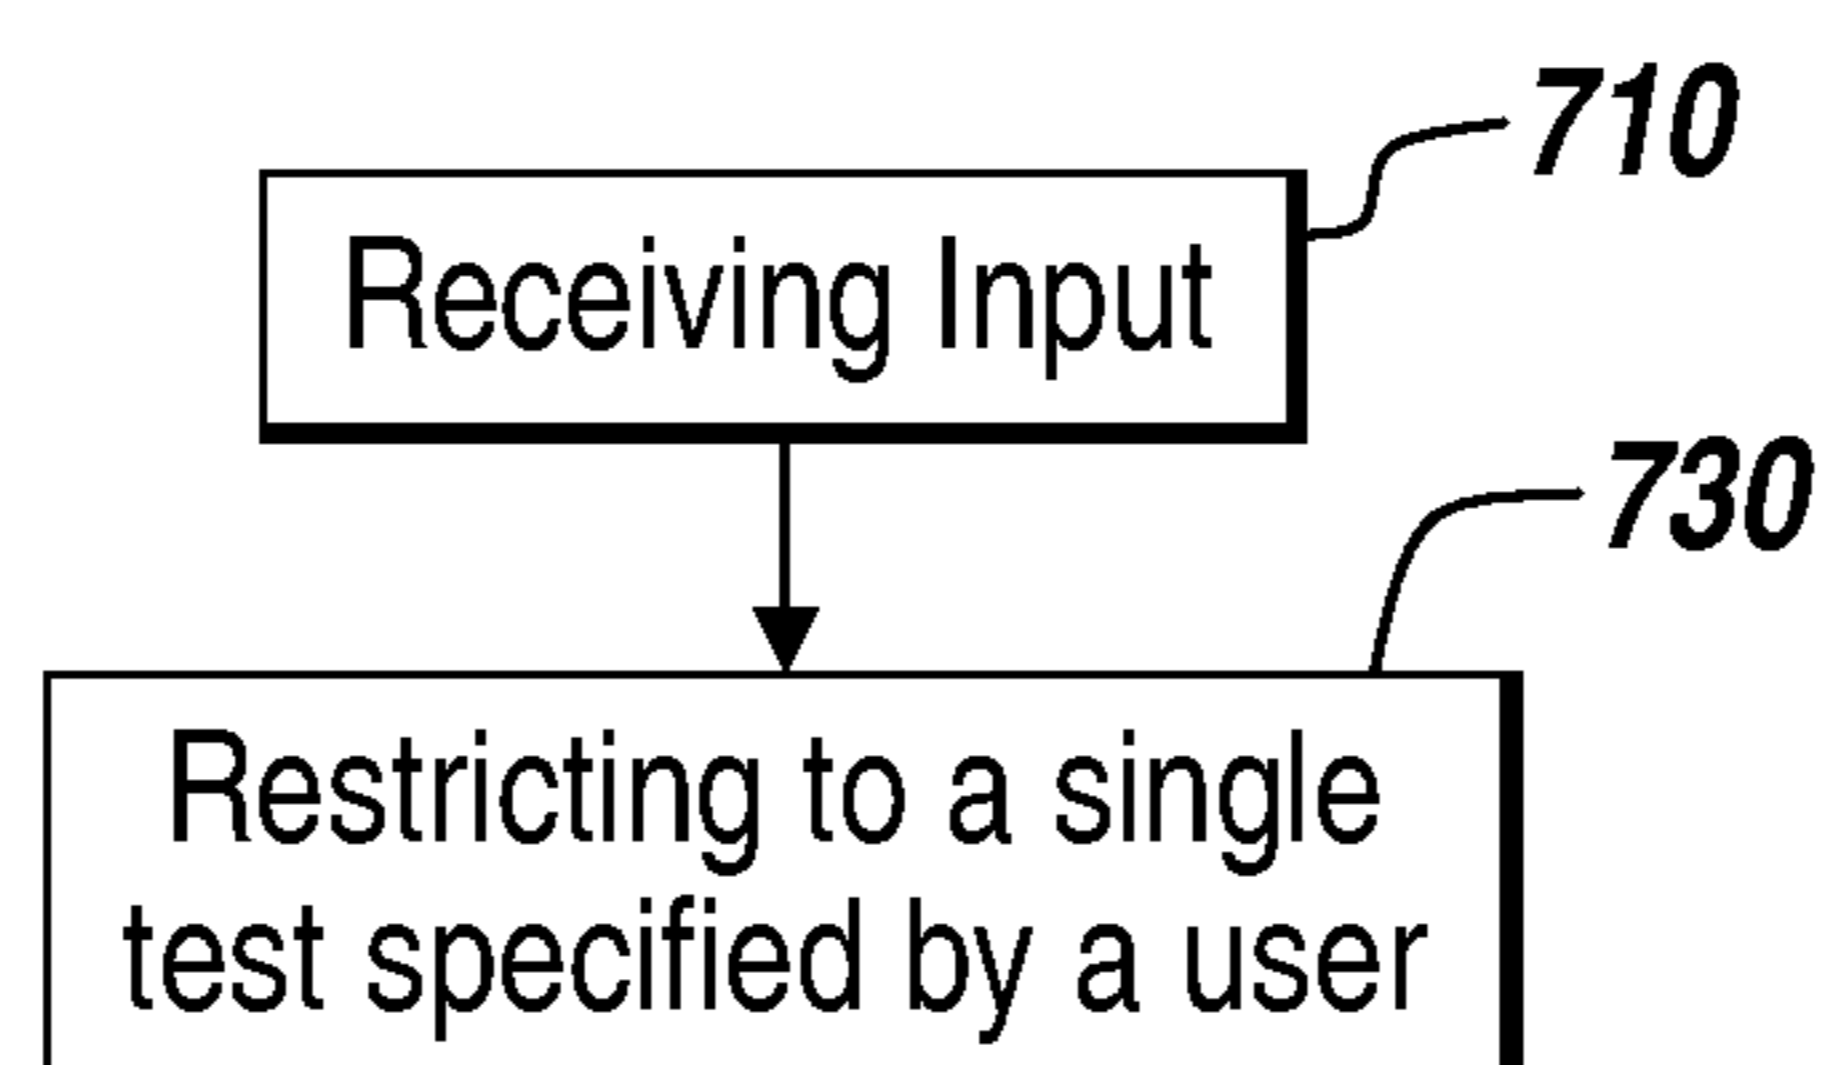 710
Receiving Input
730
Restricting to a single
test specified by a user